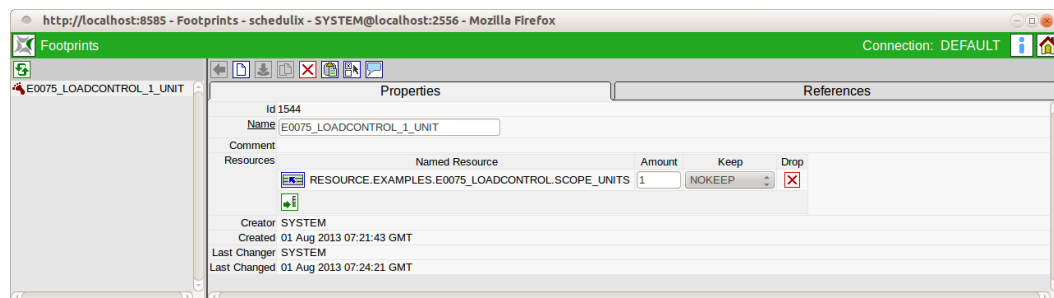 http://localhost:8585 - Footprints - schedulix - SYSTEM@localhost:2556 - Mozilla Firefox
Footprints
Connection: DEFAULT
E0075_LOADCONTROL_1_UNIT
Properties
References
Id 1544
Name E0075_LOADCONTROL_1_UNIT
Comment
Resources Named Resource Amount Keep Drop
RESOURCE.EXAMPLES.E0075_LOADCONTROL.SCOPE_UNITS 1 NOKEEP
Creator SYSTEM
Created 01 Aug 2013 07:21:43 GMT
Last Changer SYSTEM
Last Changed 01 Aug 2013 07:24:21 GMT